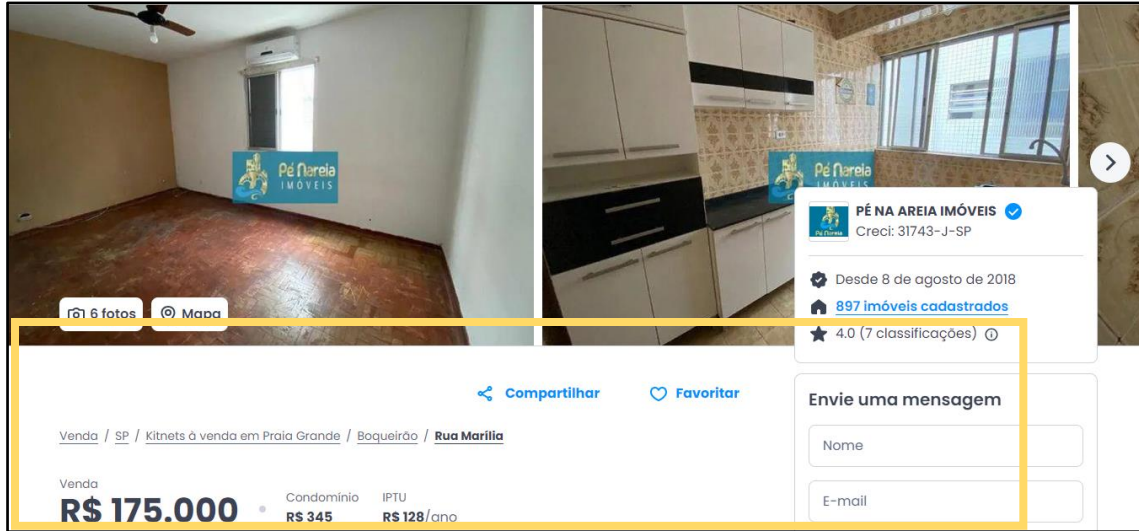 Pé Nareia
IMÓVEIS
Pé Nareia
IMÓVEIS
PÉ NA AREIA IMÓVEIS
Creci: 31743-J-SP
Desde 8 de agosto de 2018
897 imóveis cadastrados
4.0 (7 classificações)
6 fotos
Mapa
Compartilhar
Favoritar
Envie uma mensagem
Nome
E-mail
Venda / SP / Kitnets à venda em Praia Grande / Boqueirão / Rua Marília
Venda
R$ 175.000
Condomínio
R$ 345
IPTU
R$ 128/ano